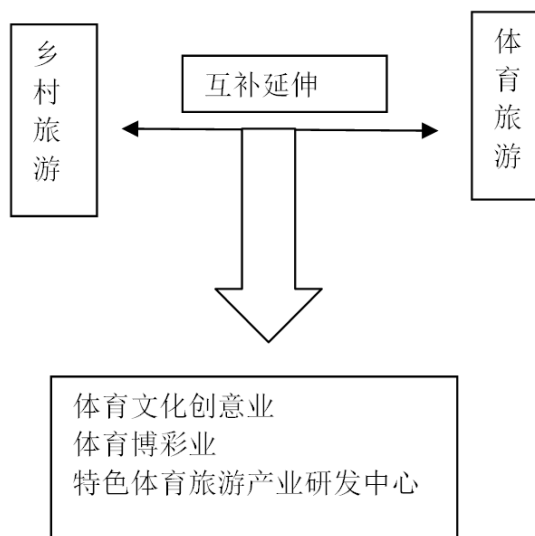 乡村旅游
互补延伸
体育旅游
体育文化创意业
体育博彩业
特色体育旅游产业研发中心